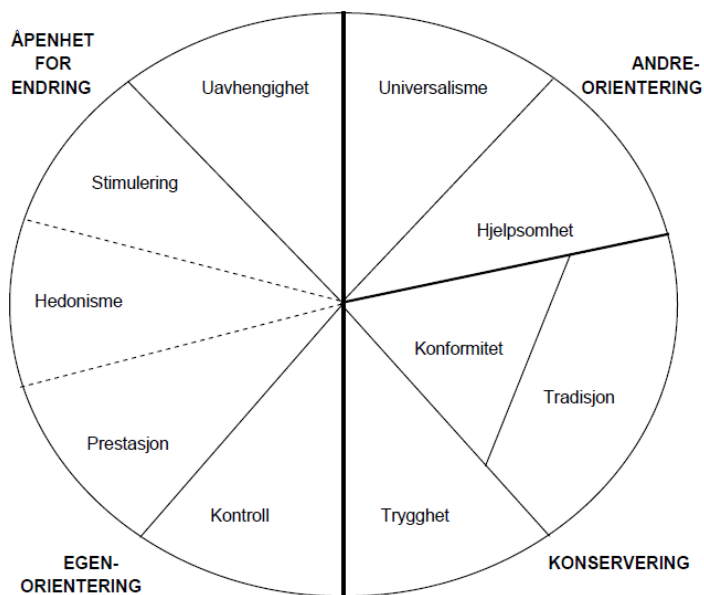 ÅPENHET
FOR
ENDRING
Uavhengighet
Universalisme
ANDRE-
ORIENTERING
Stimulering
Hjelpsomhet
Hedonisme
Konformitet
Tradisjon
Prestasjon
Kontroll
Trygghet
EGEN-
ORIENTERING
KONSERVERING